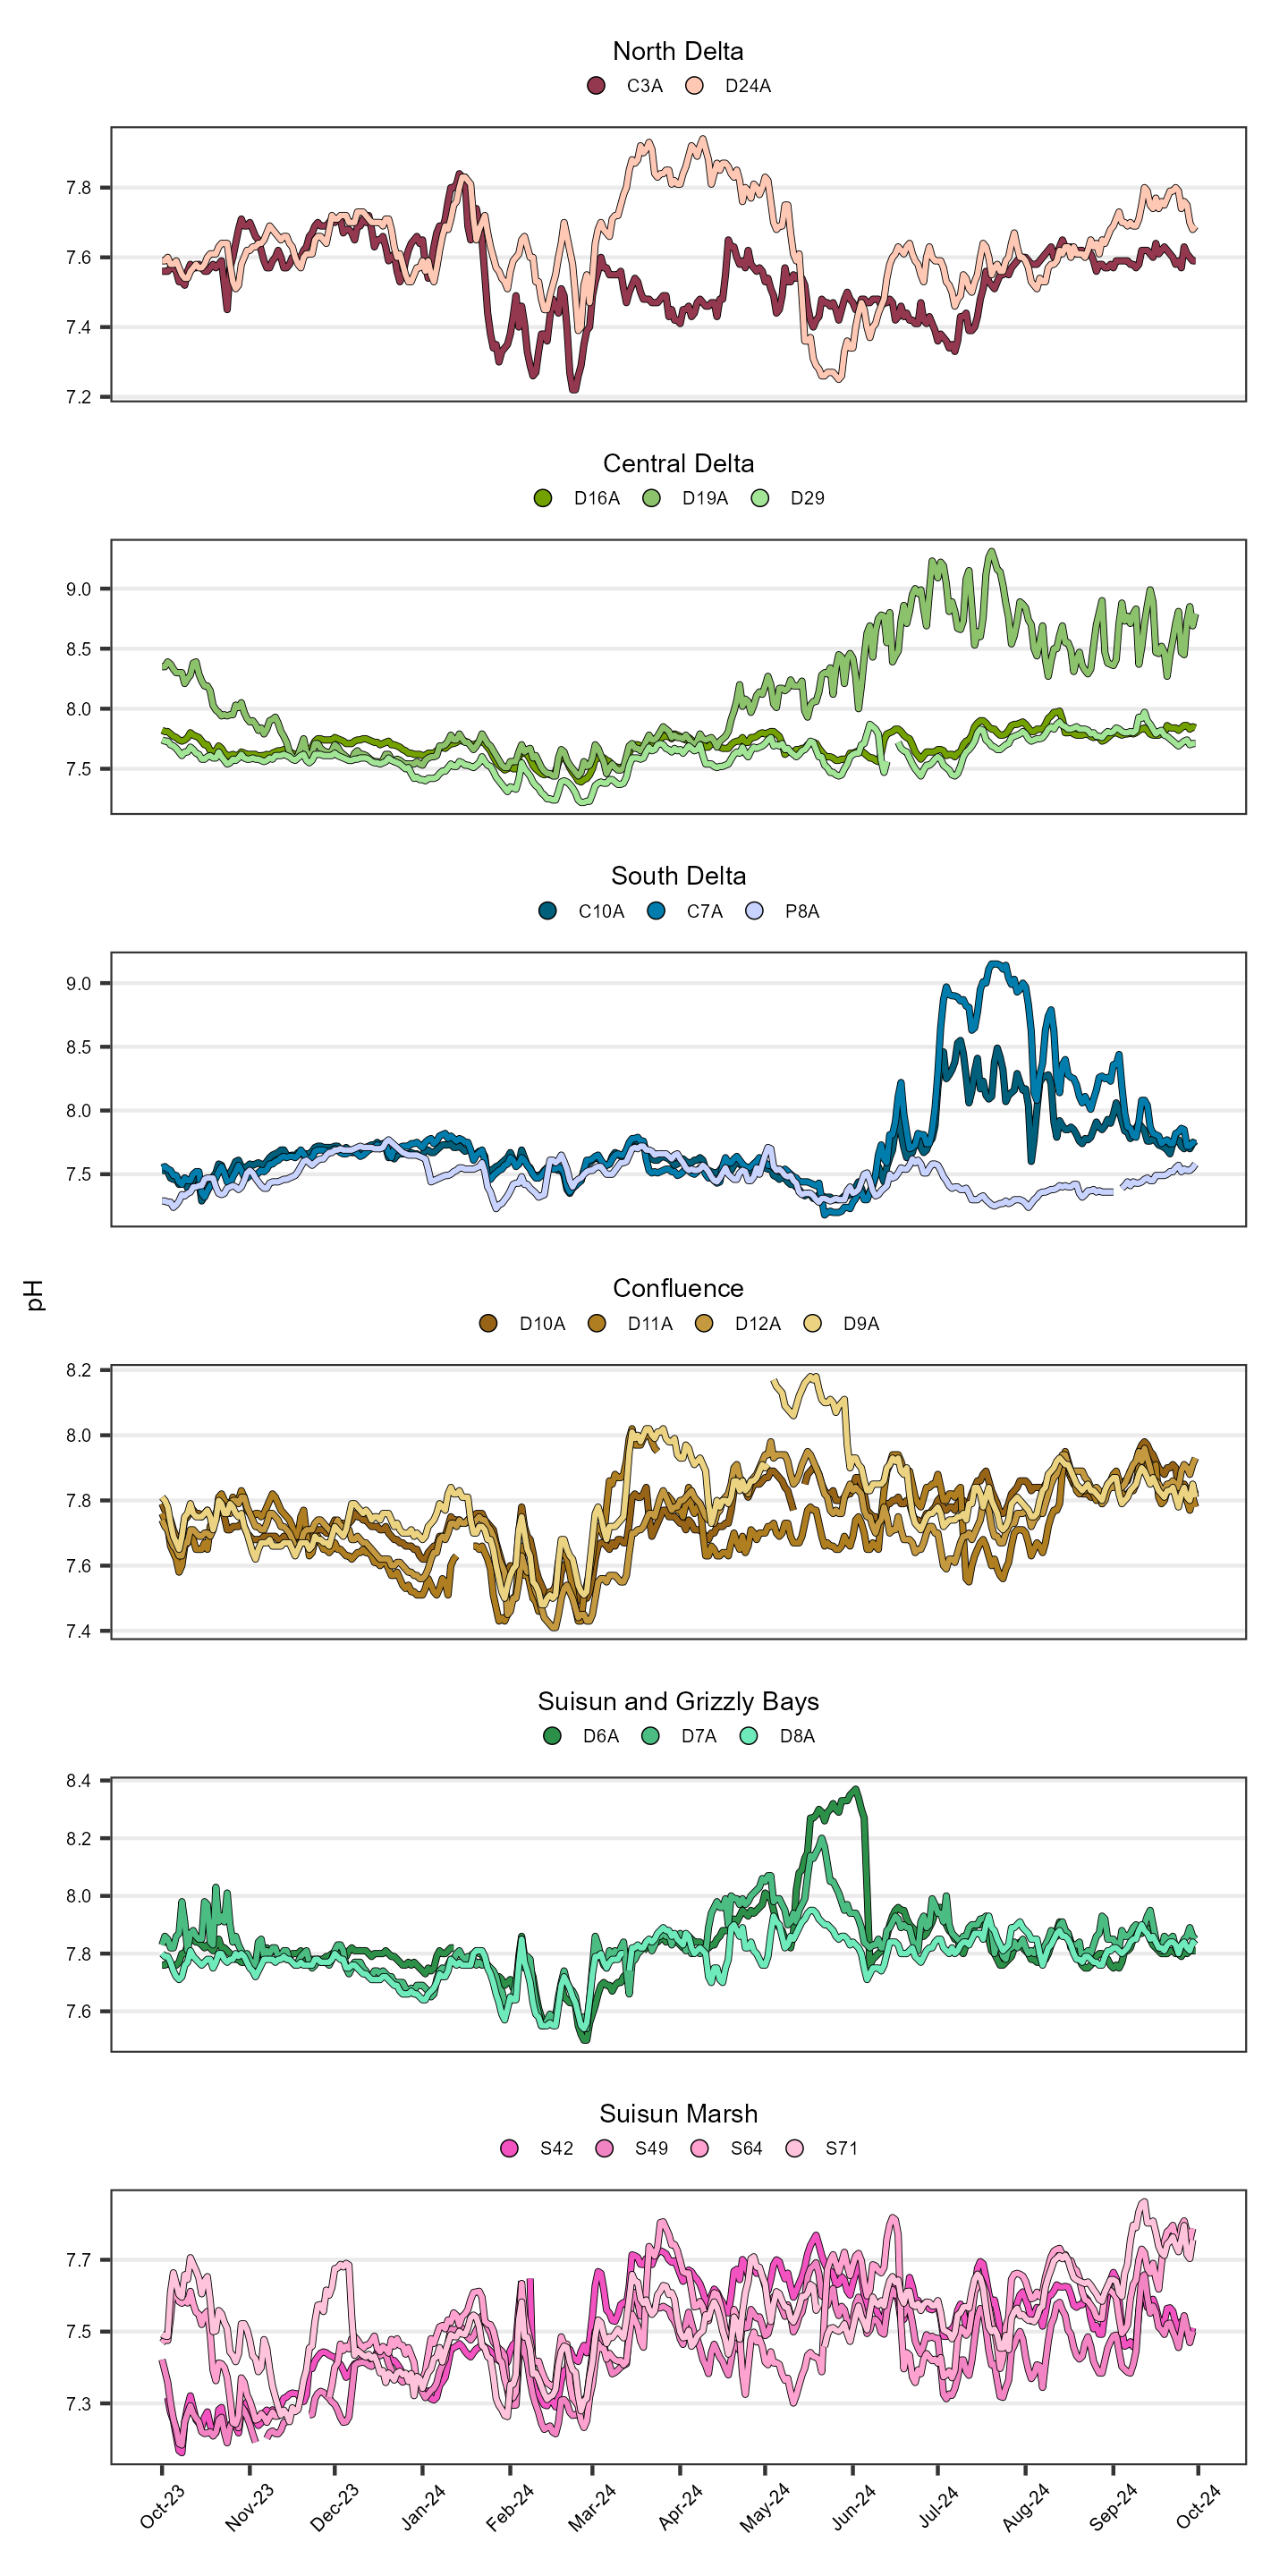 North Delta
C3A D24A
7.8
7.6
7.4
7.2
Central Delta
D16A D19A D29
9.0
8.5
8.0
7.5
South Delta
C10A C7A P8A
9.0
8.5
8.0
7.5
pH
Confluence
D10A D11A D12A D9A
8.2
8.0
7.8
7.6
7.4
Suisun and Grizzly Bays
D6A D7A D8A
8.4
8.2
8.0
7.8
7.6
Suisun Marsh
S42 S49 S64 S71
7.7
7.5
7.3
Oct-23 Nov-23 Dec-23 Jan-24 Feb-24 Mar-24 Apr-24 May-24 Jun-24 Jul-24 Aug-24 Sep-24 Oct-24